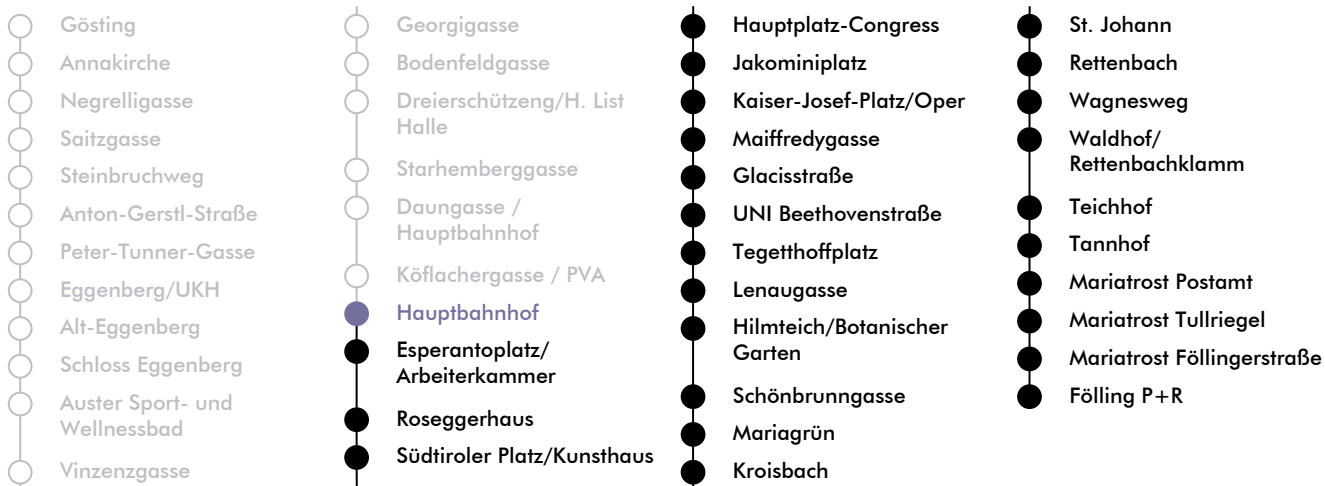 Gösting
Annakirche
Negrelligasse
Saitzgasse
Steinbruchweg
Anton-Gerstl-Straße
Peter-Tunner-Gasse
Eggenberg/UKH
Alt-Eggenberg
Schloss Eggenberg
Auster Sport- und
Wellnessbad
Vinzenzgasse
Georgigasse
Bodenfeldgasse
Dreierschützeng/H. List
Halle
Starhemberggasse
Daungasse /
Hauptbahnhof
Köflachergasse / PVA
Hauptbahnhof
Esperantoplatz/
Arbeiterkammer
Roseggerhaus
Südtiroler Platz/Kunsthaus
Hauptplatz-Congress
Jakominiplatz
Kaiser-Josef-Platz/Oper
Maiffredygasse
Glacisstraße
UNI Beethovenstraße
Tegetthoffplatz
Lenaugasse
Hilmteich/Botanischer
Garten
Schönbrunngasse
Mariagrün
Kroisbach
St. Johann
Rettenbach
Wagnesweg
Waldhof/
Rettenbachklamm
Teichhof
Tannhof
Mariatrost Postamt
Mariatrost Tullriegel
Mariatrost Föllingerstraße
Fölling P+R